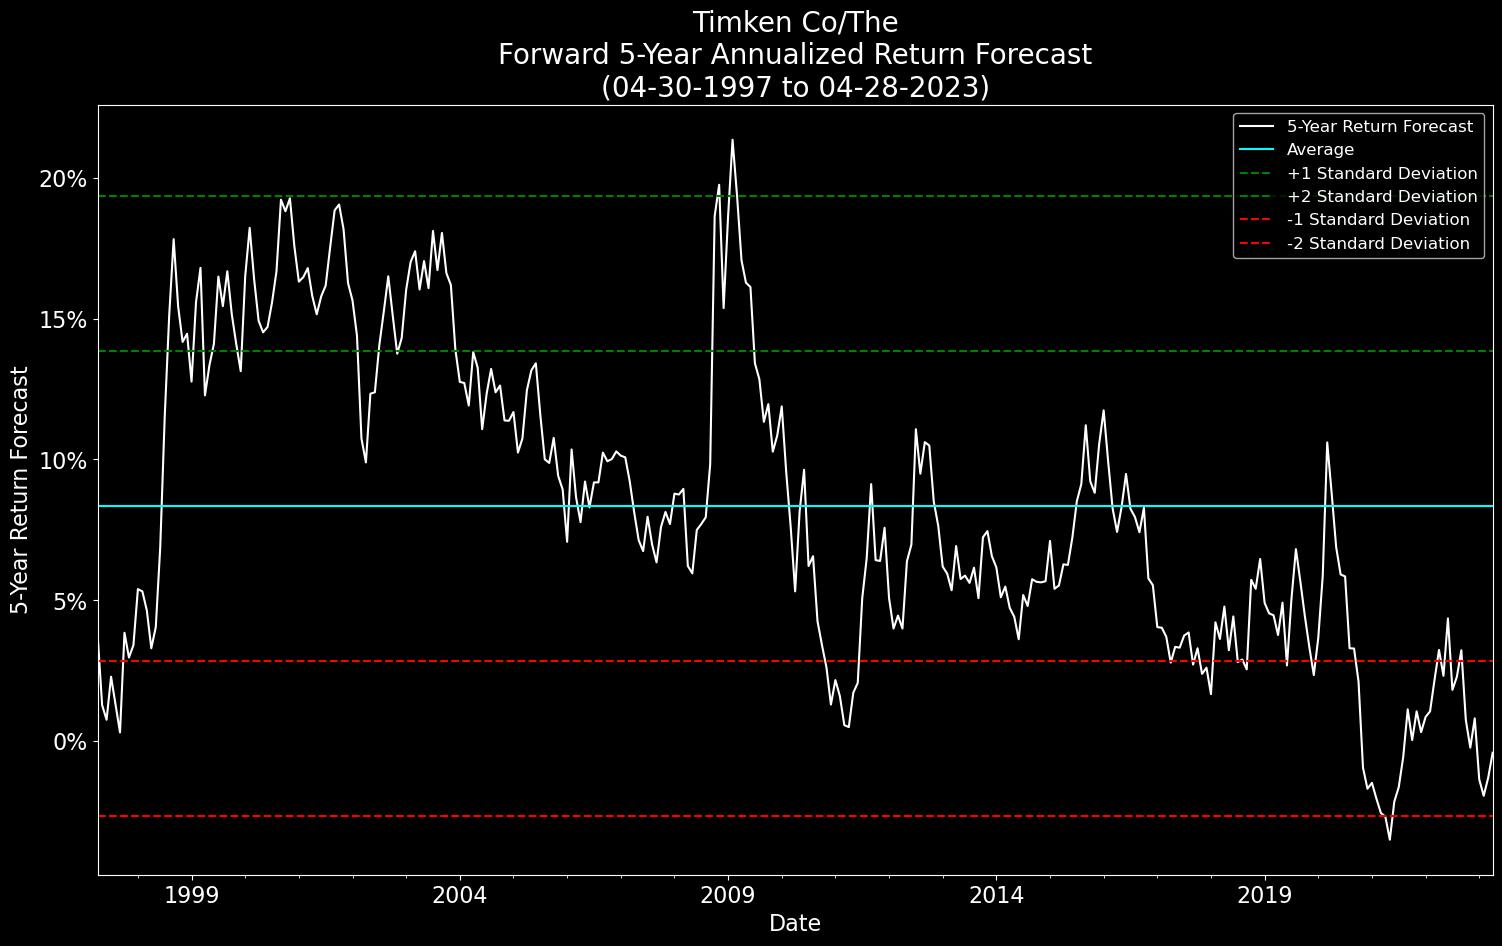 Timken Co/The
Forward 5-Year Annualized Return Forecast
(04-30-1997 to 04-28-2023)
5-Year Return Forecast
Average
+1 Standard Deviation
+2 Standard Deviation
-1 Standard Deviation
-2 Standard Deviation
5-Year Return Forecast
20%
15%
10%
5%
0%
1999
2004
2009
2014
2019
Date